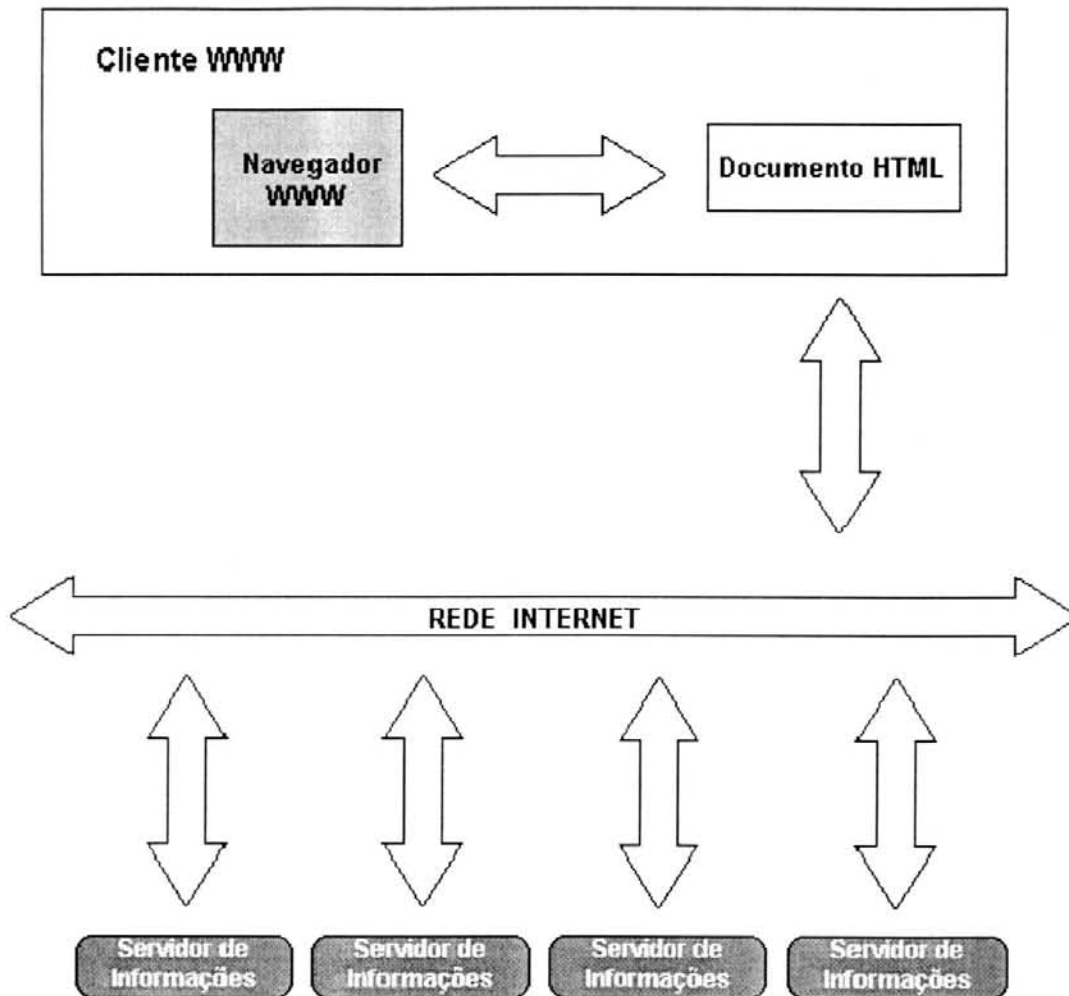 Cliente WWW
Navegador
WWW
Documento HTML
REDE INTERNET
Servidor de
Informações
Servidor de
Informações
Servidor de
Informações
Servidor de
Informações